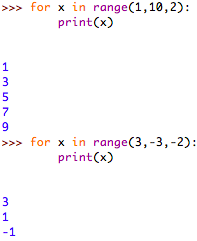 >>> for x in range(1,10,2):
        print(x)
1
3
5
7
9
>>> for x in range(3,-3,-2):
        print(x)
3
1
-1